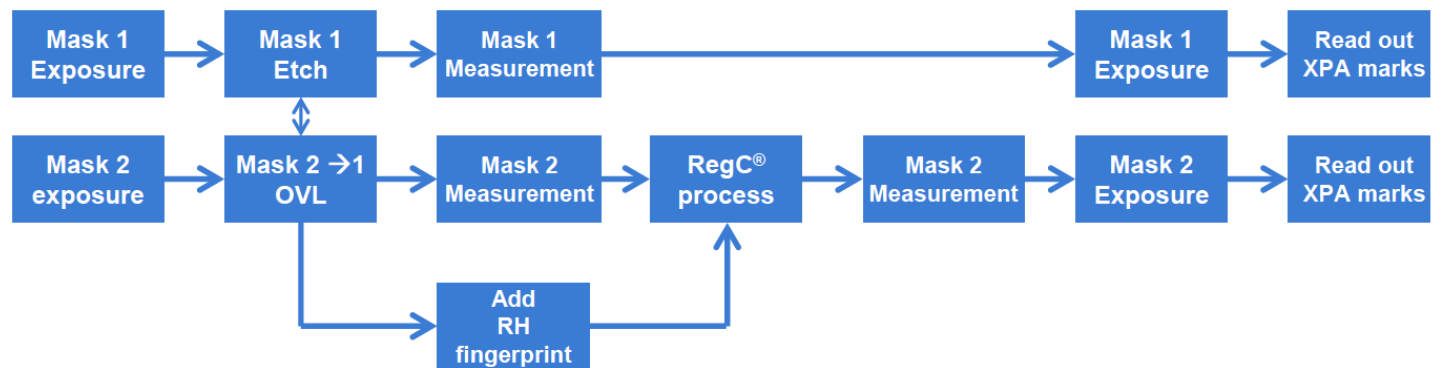 Mask 1
Exposure
Mask 1
Etch
Mask 1
Measurement
Mask 1
Exposure
Read out
XPA marks
Mask 2
exposure
Mask 2 →1
OVL
Mask 2
Measurement
RegC®
process
Mask 2
Measurement
Mask 2
Exposure
Read out
XPA marks
Add
RH
fingerprint